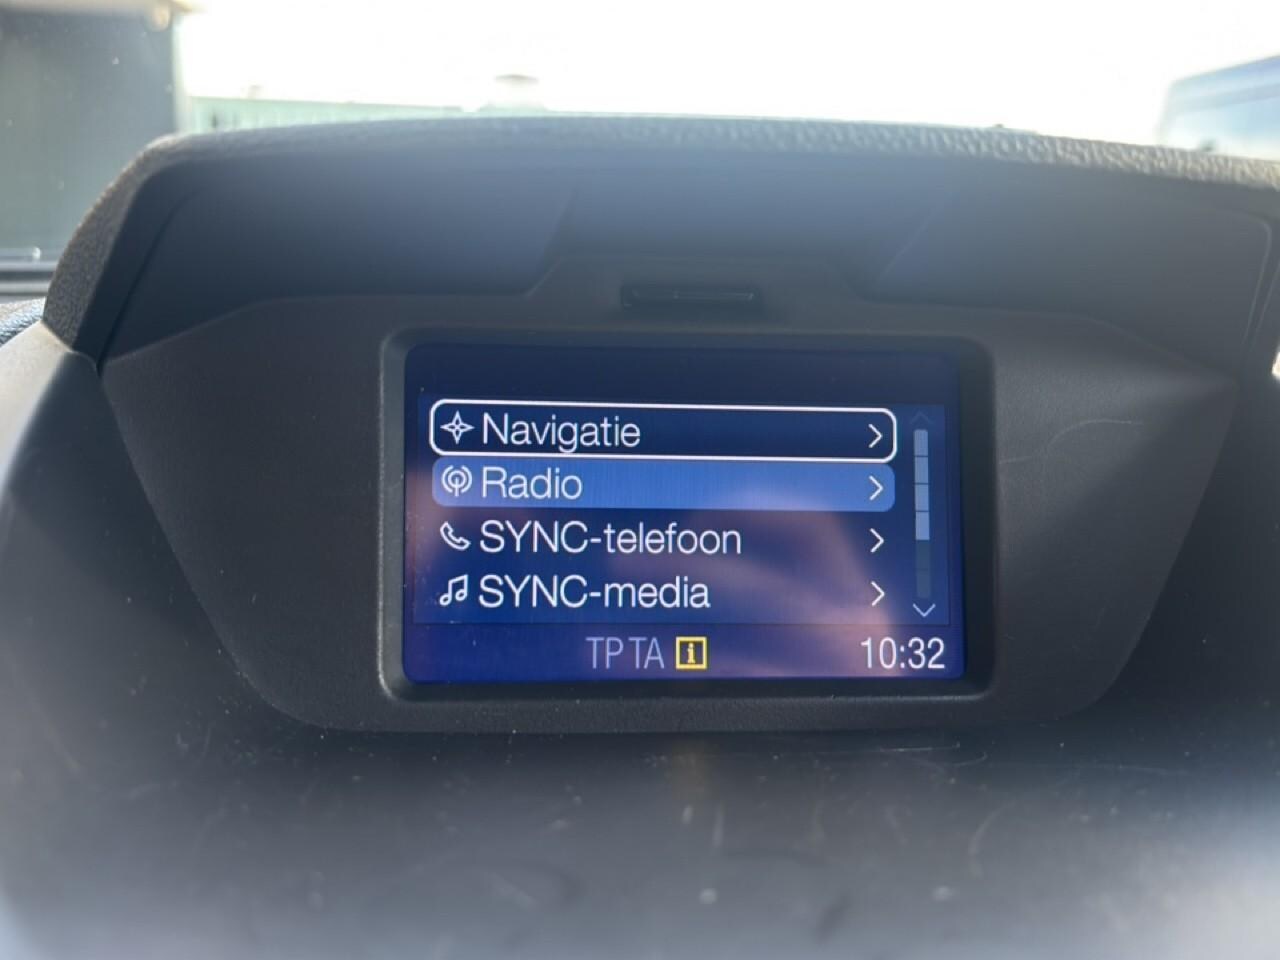 Navigatie
Radio
SYNC-telefoon
SYNC-media
TP TA i 10:32